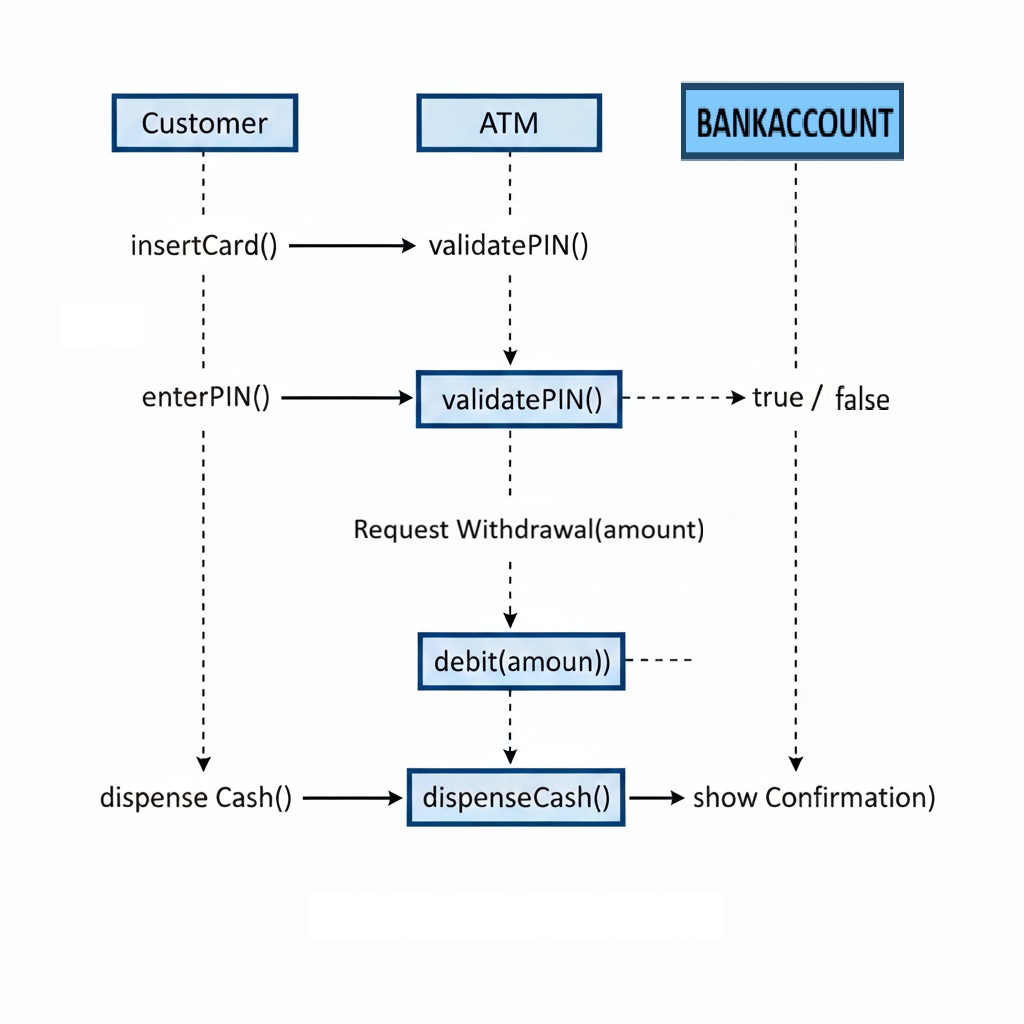 Customer
ATM
BANKACCOUNT
insertCard()
validatePIN()
enterPIN()
validatePIN()
true / false
Request Withdrawal(amount)
debit(amoun))
dispense Cash()
dispenseCash()
show Confirmation)